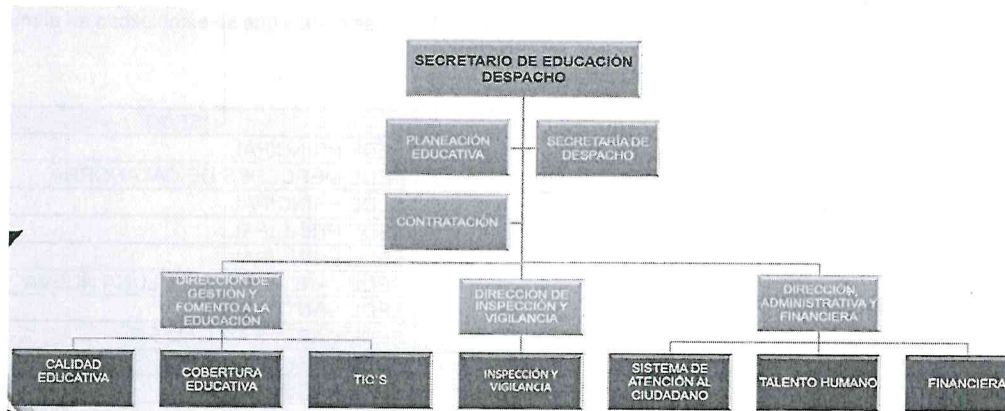 SECRETARIO DE EDUCACIÓN
DESPACHO
PLANEACIÓN
EDUCATIVA
SECRETARÍA DE
DESPACHO
CONTRATACIÓN
DIRECCIÓN DE
GESTIÓN Y
FOMENTO A LA
EDUCACIÓN
DIRECCIÓN DE
INSPECCIÓN Y
VIGILANCIA
DIRECCIÓN,
ADMINISTRATIVA Y
FINANCIERA
CALIDAD
EDUCATIVA
COBERTURA
EDUCATIVA
TIC'S
INSPECCIÓN Y
VIGILANCIA
SISTEMA DE
ATENCIÓN AL
CIUDADANO
TALENTO HUMANO
FINANCIERA